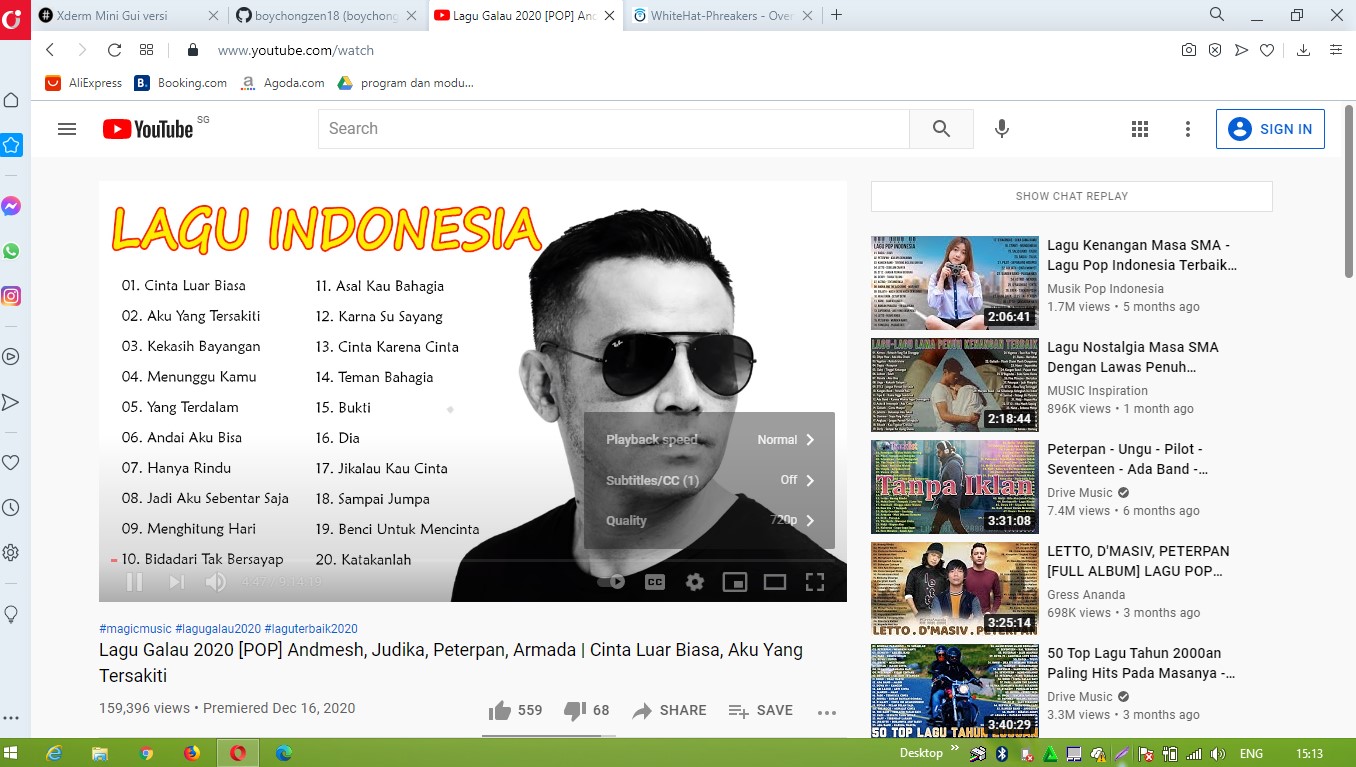 Xderm Mini Gui versi
boychongzen18 (boychong
Lagu Galau 2020 [POP] And
WhiteHat-Phreakers - Over
www.youtube.com/watch
AliExpress
Booking.com
Agoda.com
program dan modu...
YouTube
SG
Search
SIGN IN
LAGU INDONESIA
01. Cinta Luar Biasa
02. Aku Yang Tersakiti
03. Kekasih Bayangan
04. Menunggu Kamu
05. Yang Terdalam
06. Andai Aku Bisa
07. Hanya Rindu
08. Jadi Aku Sebentar Saja
09. Menghitung Hari
10. Bidadari Tak Bersayap
11. Asal Kau Bahagia
12. Karna Su Sayang
13. Cinta Karena Cinta
14. Teman Bahagia
15. Bukti
16. Dia
17. Jikalau Kau Cinta
18. Sampai Jumpa
19. Benci Untuk Mencinta
20. Katakanlah
Ray-Ban
Playback speed Normal
Subtitles/CC (1) Off
Quality 720p
CC
#magicmusic #lagugalau2020 #laguterbaik2020
Lagu Galau 2020 [POP] Andmesh, Judika, Peterpan, Armada | Cinta Luar Biasa, Aku Yang
Tersakiti
159,396 views • Premiered Dec 16, 2020
559
68
SHARE
SAVE
SHOW CHAT REPLAY
2:06:41
Lagu Kenangan Masa SMA -
Lagu Pop Indonesia Terbaik...
Musik Pop Indonesia
1.7M views • 5 months ago
2:18:44
Lagu Nostalgia Masa SMA
Dengan Lawas Penuh...
MUSIC Inspiration
896K views • 1 month ago
Tanpa Iklan
3:31:08
Peterpan - Ungu - Pilot -
Seventeen - Ada Band -...
Drive Music
7.4M views • 6 months ago
LETTO . D'MASIV . PETERPAN
3:25:14
LETTO, D'MASIV, PETERPAN
[FULL ALBUM] LAGU POP...
Gress Ananda
698K views • 3 months ago
50 TOP LAGU TAHUN 2000AN
3:40:29
50 Top Lagu Tahun 2000an
Paling Hits Pada Masanya -...
Drive Music
3.3M views • 3 months ago
Desktop
ENG
15:13